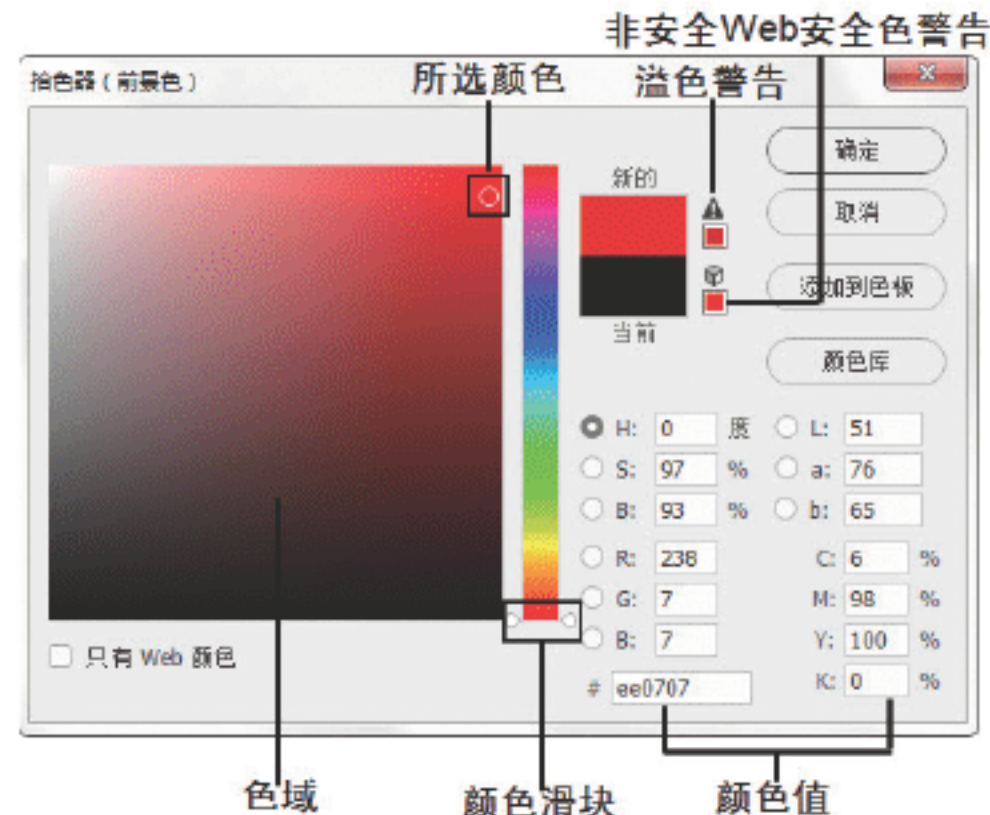 非安全Web安全色警告
拾色器（前景色）
所选颜色
溢色警告
确定
新的
取消
添加到色板
当前
颜色库
H: 0 度
L: 51
S: 97 %
a: 76
B: 93 %
b: 65
R: 238
C: 6 %
G: 7
M: 98 %
B: 7
Y: 100 %
只有 Web 颜色
# ee0707
K: 0 %
色域
颜色滑块
颜色值